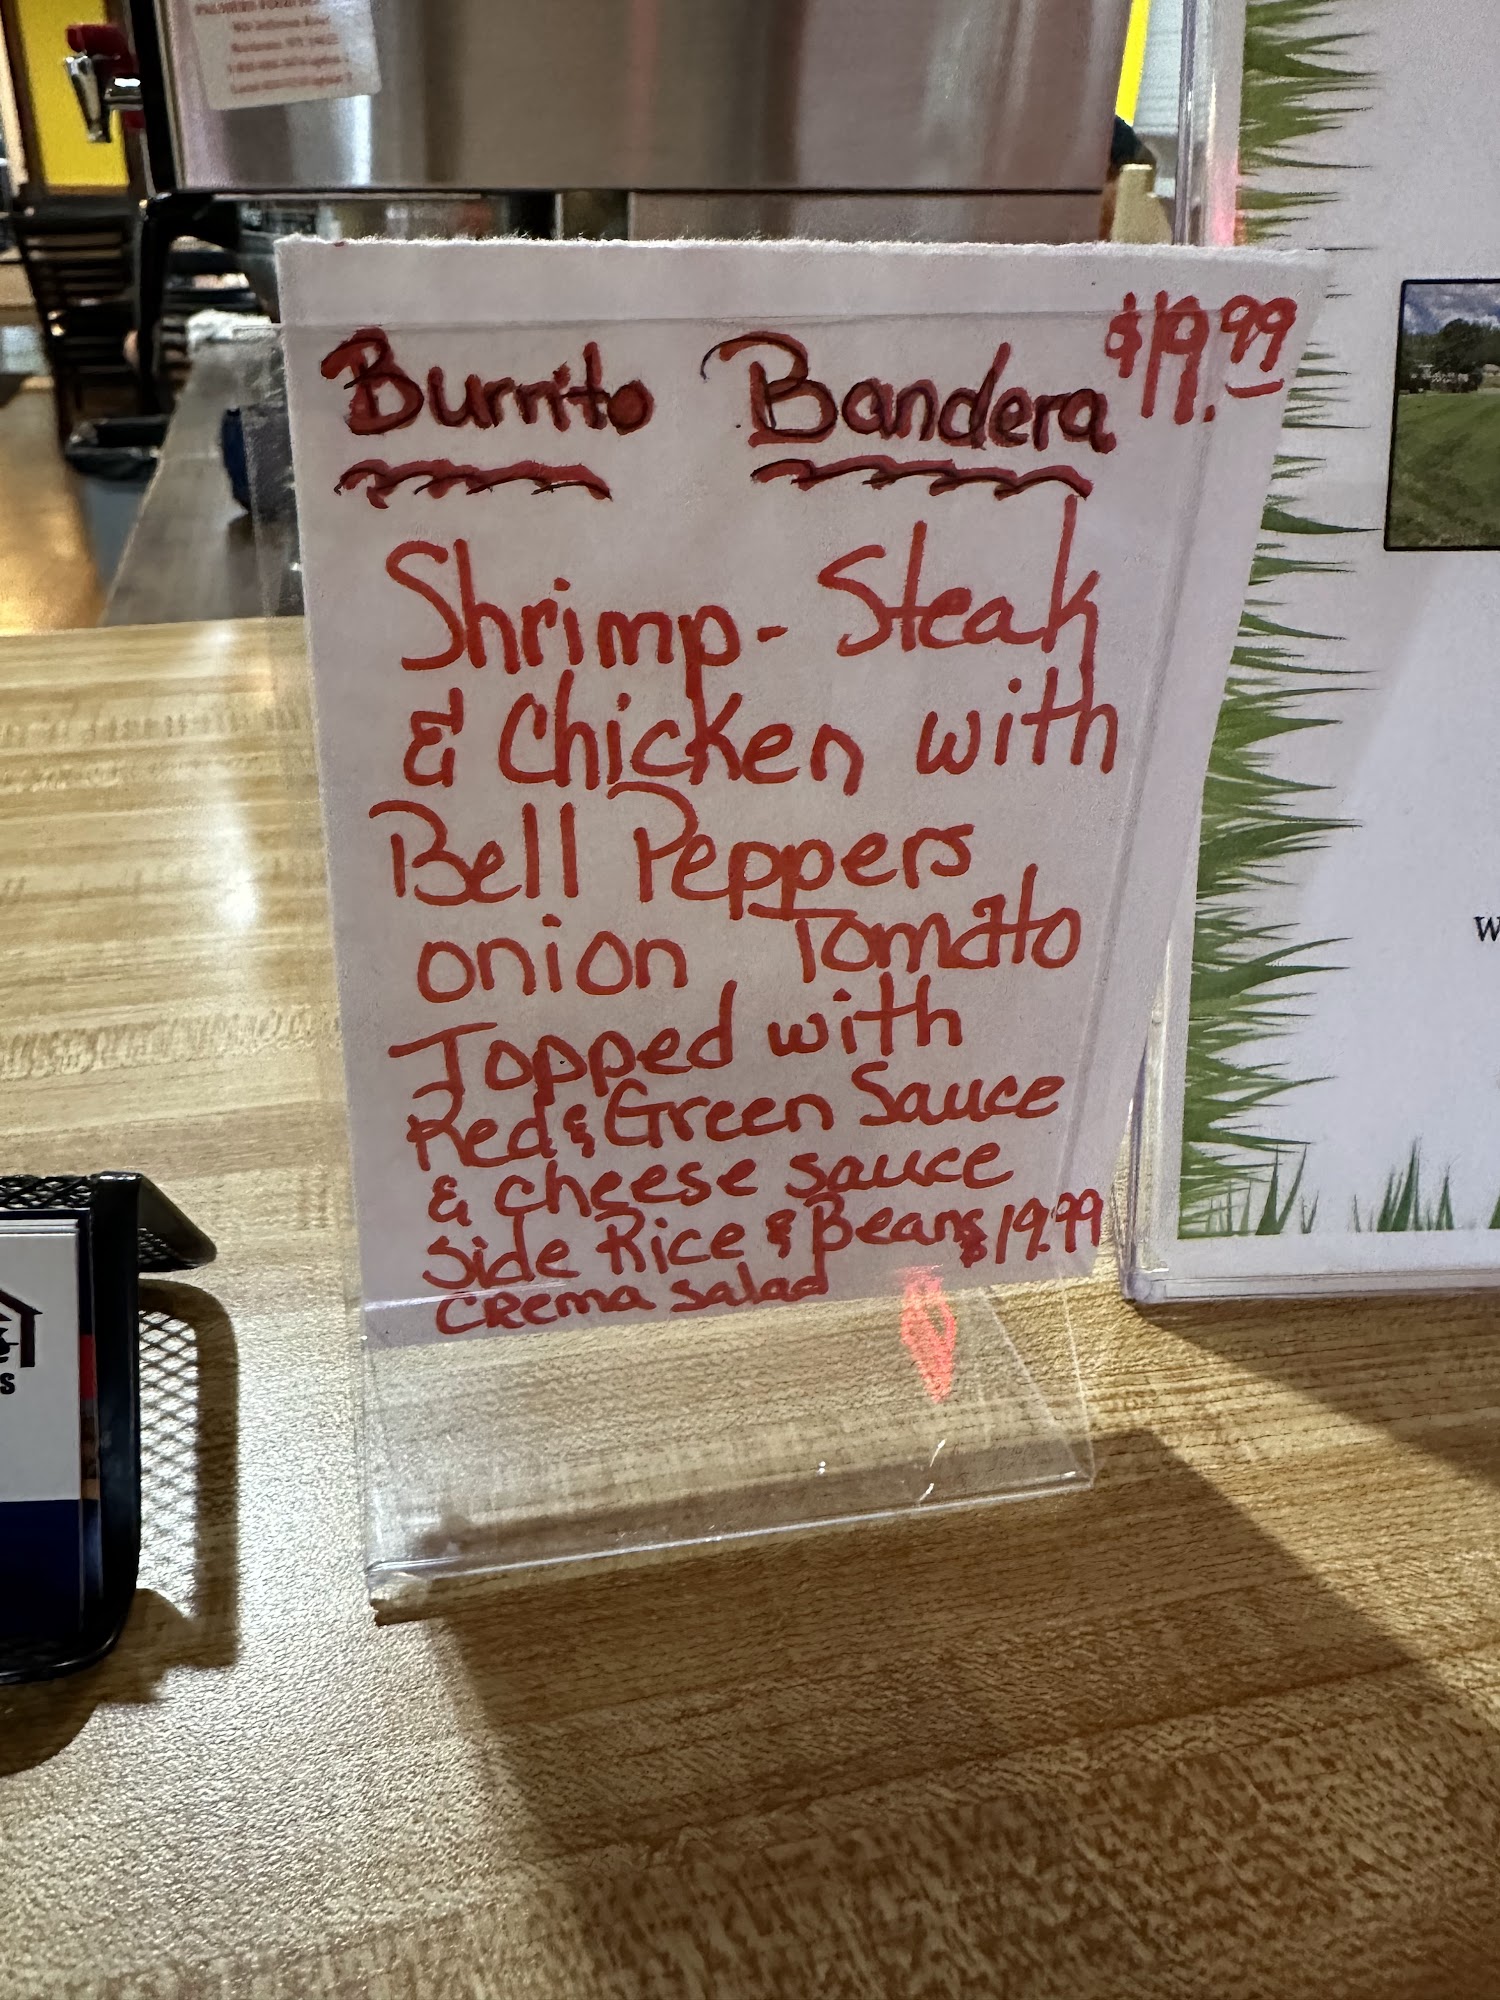 Burrito Bandera $19.99
Shrimp - Steak
& Chicken with
Bell Peppers
onion Tomato
Topped with
Red & Green Sauce
& cheese sauce
Side Rice & Beans $19.99
Crema salad
W
S